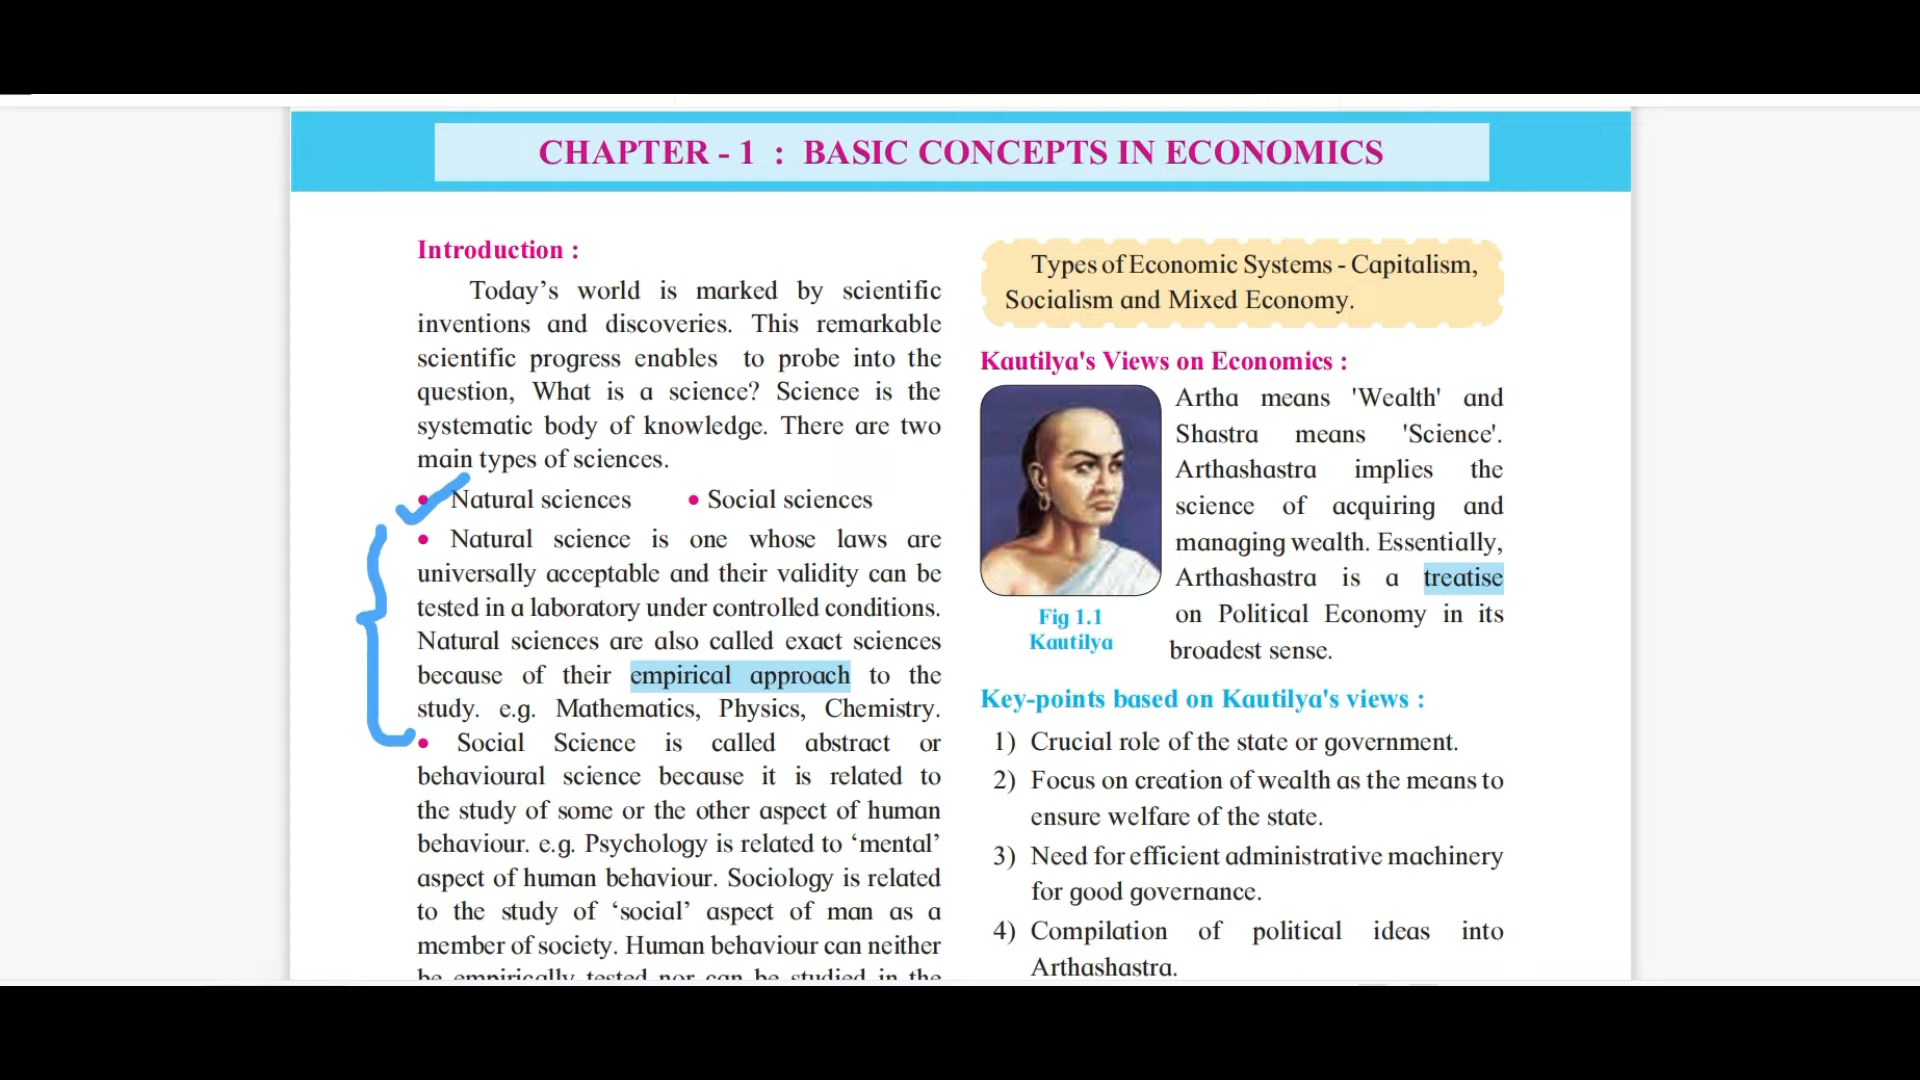 CHAPTER - 1 : BASIC CONCEPTS IN ECONOMICS
Introduction :
Today’s world is marked by scientific
inventions and discoveries. This remarkable
scientific progress enables to probe into the
question, What is a science? Science is the
systematic body of knowledge. There are two
main types of sciences.
• Natural sciences • Social sciences
• Natural science is one whose laws are
universally acceptable and their validity can be
tested in a laboratory under controlled conditions.
Natural sciences are also called exact sciences
because of their empirical approach to the
study. e.g. Mathematics, Physics, Chemistry.
• Social Science is called abstract or
behavioural science because it is related to
the study of some or the other aspect of human
behaviour. e.g. Psychology is related to ‘mental’
aspect of human behaviour. Sociology is related
to the study of ‘social’ aspect of man as a
member of society. Human behaviour can neither
be empirically tested nor can be studied in the
Types of Economic Systems - Capitalism,
Socialism and Mixed Economy.
Kautilya's Views on Economics :
Artha means 'Wealth' and
Shastra means 'Science'.
Arthashastra implies the
science of acquiring and
managing wealth. Essentially,
Arthashastra is a treatise
on Political Economy in its
broadest sense.
Fig 1.1
Kautilya
Key-points based on Kautilya's views :
1) Crucial role of the state or government.
2) Focus on creation of wealth as the means to
ensure welfare of the state.
3) Need for efficient administrative machinery
for good governance.
4) Compilation of political ideas into
Arthashastra.